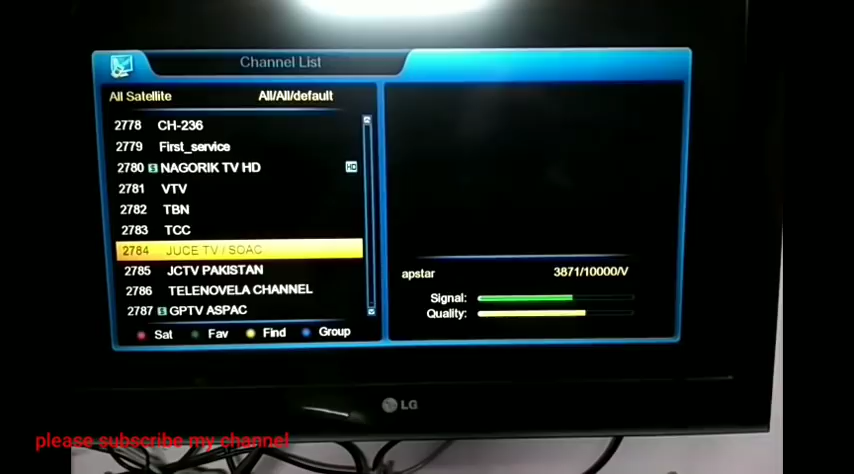 Channel List
All Satellite All/All/default
2778 CH-236
2779 First_service
2780 $ NAGORIK TV HD HD
2781 VTV
2782 TBN
2783 TCC
2784 JUCE TV / SOAC
2785 JCTV PAKISTAN
2786 TELENOVELA CHANNEL
2787 $ GPTV ASPAC
Sat Fav Find Group
apstar 3871/10000/V
Signal:
Quality:
LG
please subscribe my channel